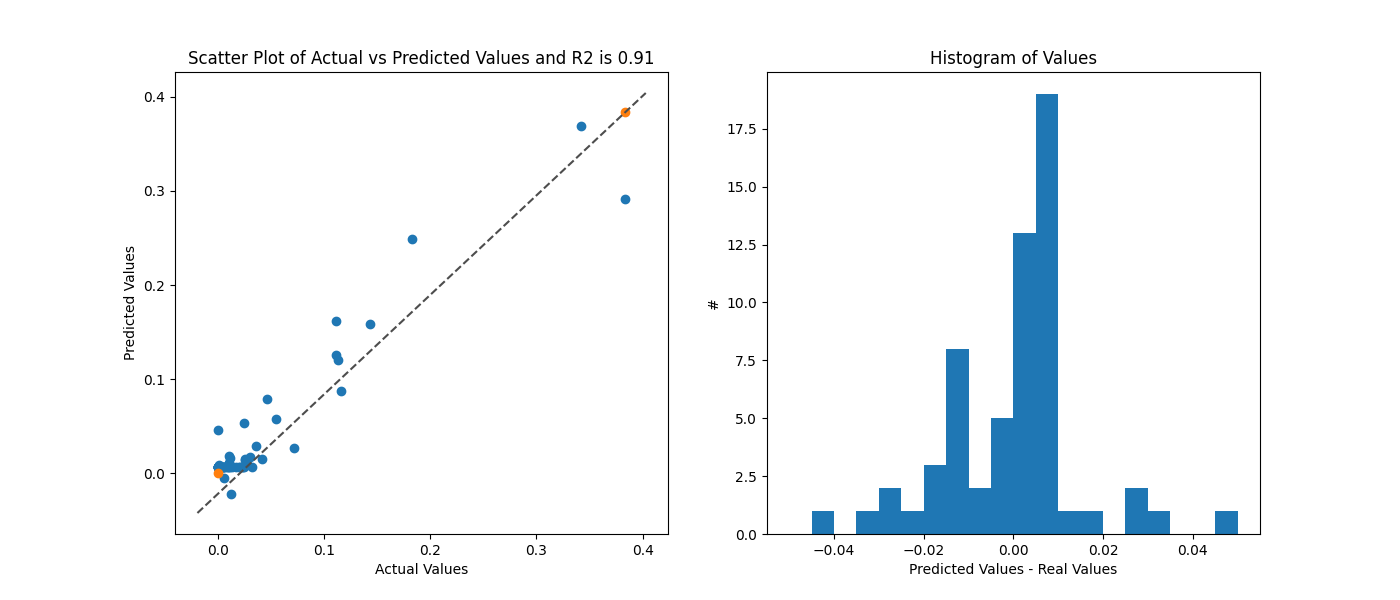 Scatter Plot of Actual vs Predicted Values and R2 is 0.91
0.4
0.3
0.2
0.1
0.0
Predicted Values
0.0 0.1 0.2 0.3 0.4
Actual Values
Histogram of Values
17.5
15.0
12.5
10.0
7.5
5.0
2.5
0.0
#
−0.04 −0.02 0.00 0.02 0.04
Predicted Values - Real Values